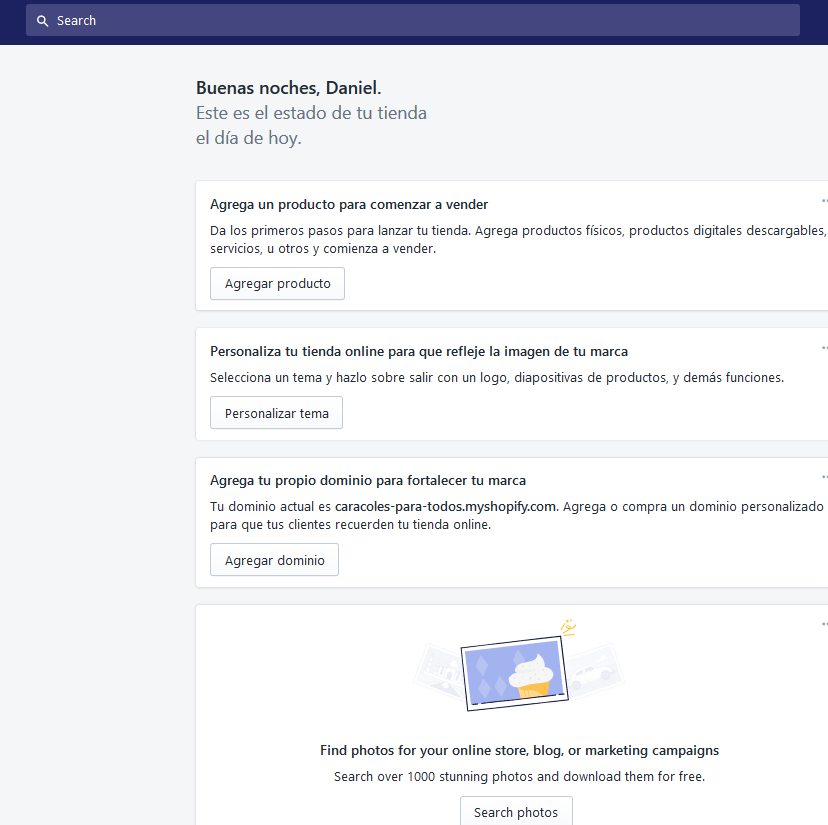 Search
Buenas noches, Daniel.
Este es el estado de tu tienda
el día de hoy.
Agrega un producto para comenzar a vender
Da los primeros pasos para lanzar tu tienda. Agrega productos físicos, productos digitales descargables,
servicios, u otros y comienza a vender.
Agregar producto
Personaliza tu tienda online para que refleje la imagen de tu marca
Selecciona un tema y hazlo sobre salir con un logo, diapositivas de productos, y demás funciones.
Personalizar tema
Agrega tu propio dominio para fortalecer tu marca
Tu dominio actual es caracoles-para-todos.myshopify.com. Agrega o compra un dominio personalizado
para que tus clientes recuerden tu tienda online.
Agregar dominio
Find photos for your online store, blog, or marketing campaigns
Search over 1000 stunning photos and download them for free.
Search photos